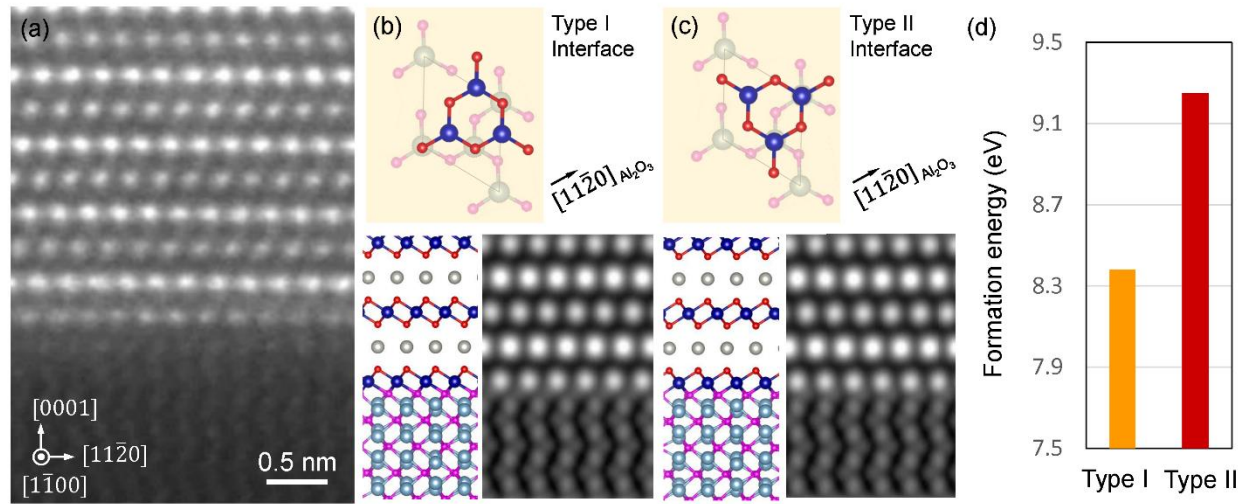 (a)
[0001]
[112̅0]
[11̅00]
0.5 nm
(b)
Type I
Interface
[112̅0] Al₂O₃
(c)
Type II
Interface
[112̅0] Al₂O₃
(d)
Formation energy (eV)
9.5
9.1
8.7
8.3
7.9
7.5
Type I Type II